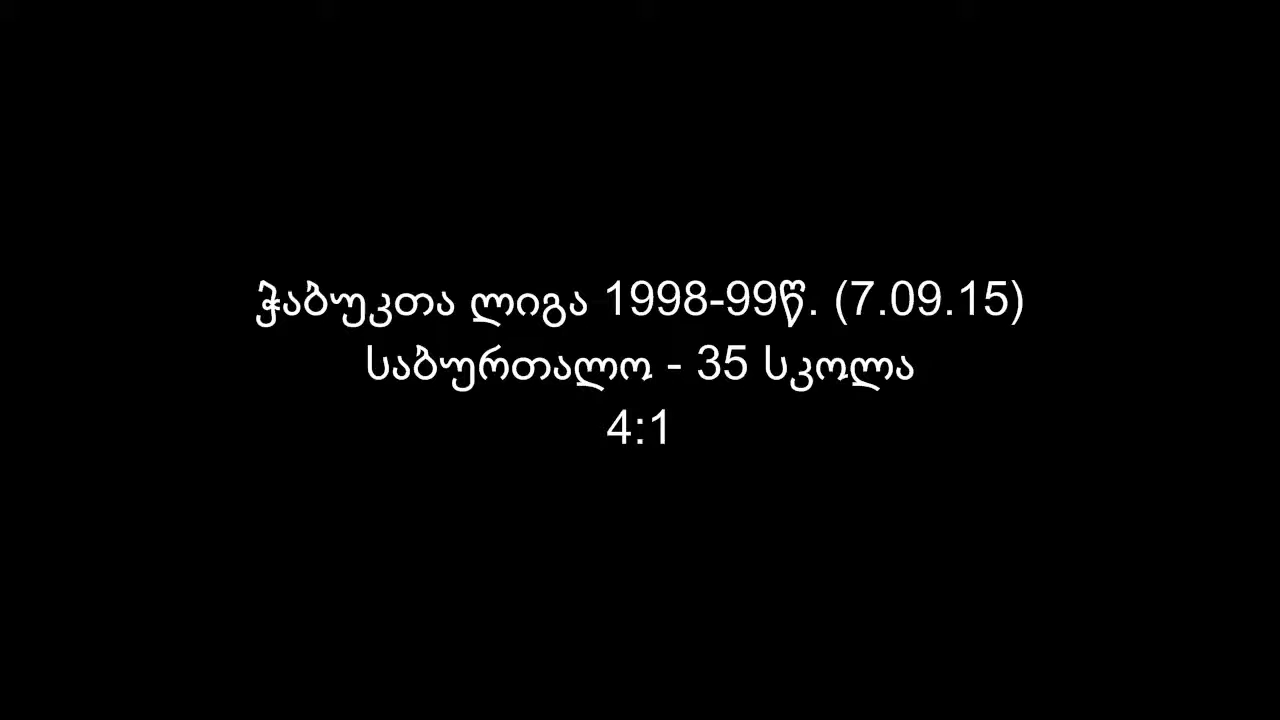 ჭაბუკთა ლიგა 1998-99წ. (7.09.15)
საბურთალო - 35 სკოლა
4:1